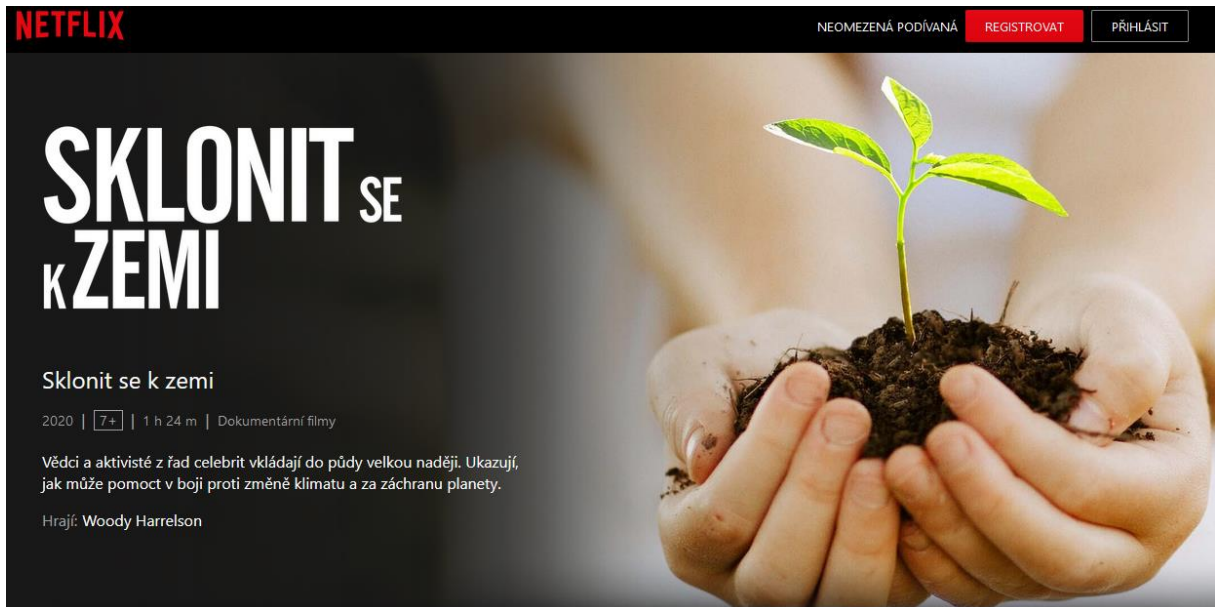 NETFLIX
NEOMEZENÁ PODÍVANÁ REGISTROVAT PŘIHLÁSIT
SKLONIT SE
K ZEMI
Sklonit se k zemi
2020 | 7+ | 1 h 24 m | Dokumentární filmy
Vědci a aktivisté z řad celebrit vkládají do půdy velkou naději. Ukazují,
jak může pomoct v boji proti změně klimatu a za záchranu planety.
Hrají: Woody Harrelson